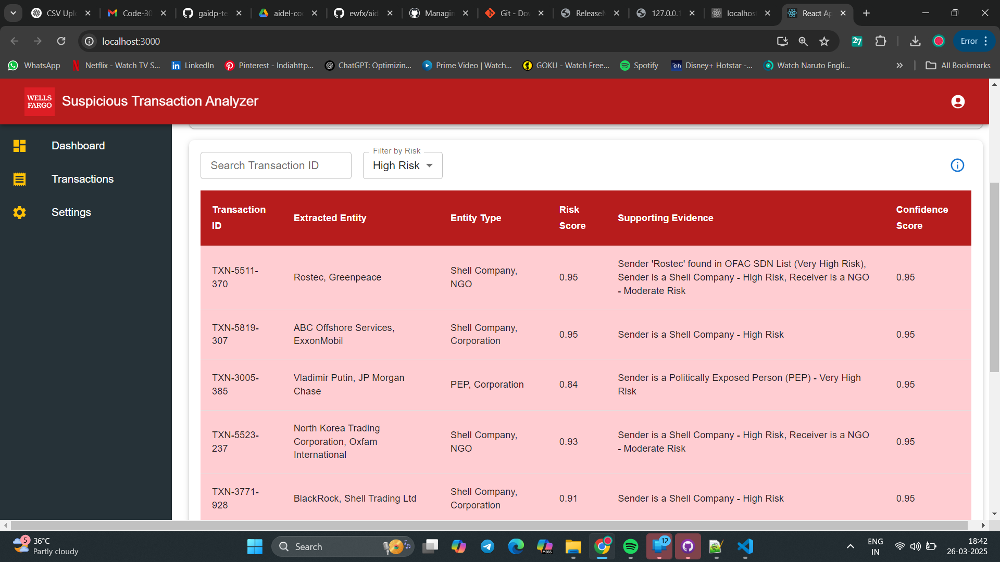 CSV Upl
Code-30
gaidp-te
aidel-co
ewfx/aid
Managin
Git - Dow
ReleaseN
127.0.0.1
localhos
React Ap
localhost:3000
27
Error
WhatsApp
Netflix - Watch TV S...
LinkedIn
Pinterest - Indiahttp...
ChatGPT: Optimizin...
Prime Video | Watch...
GOKU - Watch Free...
Spotify
Disney+ Hotstar -...
Watch Naruto Engli...
All Bookmarks
WELLS
FARGO
Suspicious Transaction Analyzer
Dashboard
Transactions
Settings
Search Transaction ID
Filter by Risk
High Risk
Transaction
ID
Extracted Entity
Entity Type
Risk
Score
Supporting Evidence
Confidence
Score
TXN-5511-
370
Rostec, Greenpeace
Shell Company,
NGO
0.95
Sender 'Rostec' found in OFAC SDN List (Very High Risk),
Sender is a Shell Company - High Risk, Receiver is a NGO
- Moderate Risk
0.95
TXN-5819-
307
ABC Offshore Services,
ExxonMobil
Shell Company,
Corporation
0.95
Sender is a Shell Company - High Risk
0.95
TXN-3005-
385
Vladimir Putin, JP Morgan
Chase
PEP, Corporation
0.84
Sender is a Politically Exposed Person (PEP) - Very High
Risk
0.95
TXN-5523-
237
North Korea Trading
Corporation, Oxfam
International
Shell Company,
NGO
0.93
Sender is a Shell Company - High Risk, Receiver is a NGO
- Moderate Risk
0.95
TXN-3771-
928
BlackRock, Shell Trading Ltd
Shell Company,
Corporation
0.91
Sender is a Shell Company - High Risk
0.95
5
36°C
Partly cloudy
Search
M365
12
ENG
IN
18:42
26-03-2025